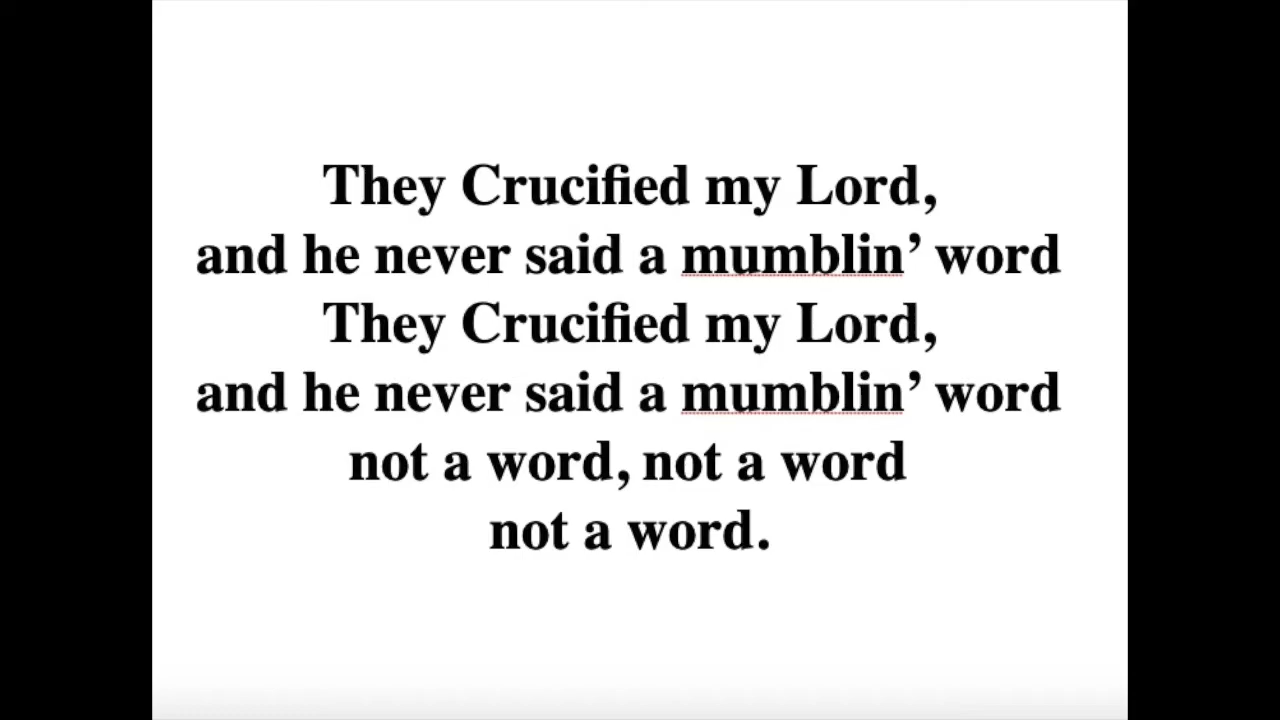 They Crucified my Lord,
and he never said a mumblin’ word
They Crucified my Lord,
and he never said a mumblin’ word
not a word, not a word
not a word.